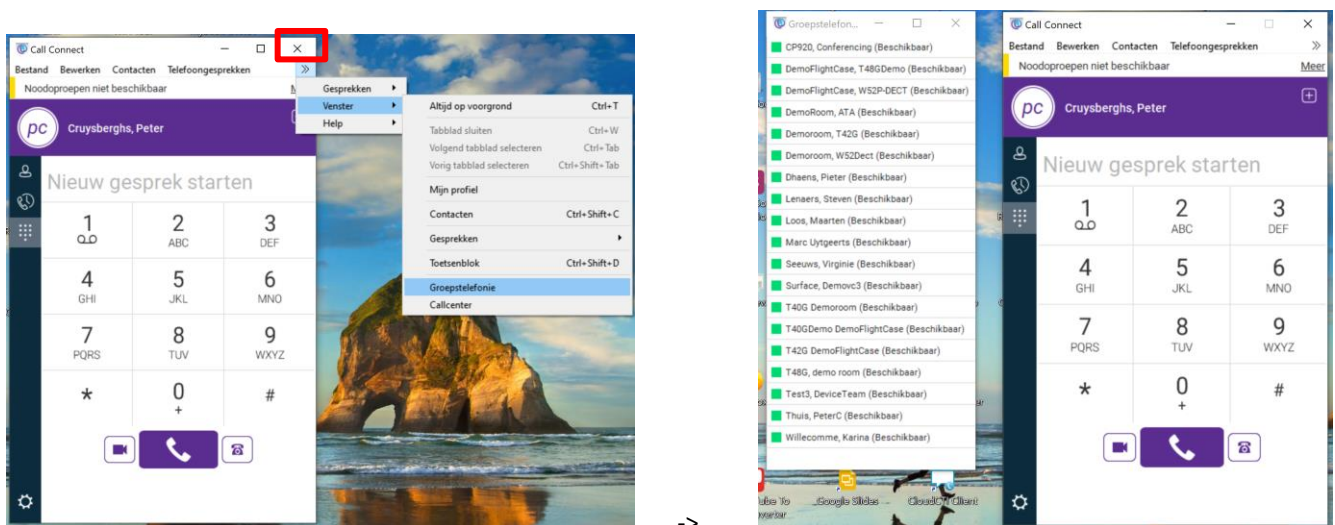 Call Connect
Bestand Bewerken Contacten Telefoongesprekken »
Noodoproepen niet beschikbaar
pc Cruysberghs, Peter
Nieuw gesprek starten
1
2 ABC
3 DEF
4 GHI
5 JKL
6 MNO
7 PQRS
8 TUV
9 WXYZ
*
0 +
#
Gesprekken
Venster
Help
Altijd op voorgrond Ctrl+T
Tabblad sluiten Ctrl+W
Volgend tabblad selecteren Ctrl+Tab
Vorig tabblad selecteren Ctrl+Shift+Tab
Mijn profiel
Contacten Ctrl+Shift+C
Gesprekken
Toetsenblok Ctrl+Shift+D
Groepstelefonie
Callcenter
->
Groepstelefon...
CP920, Conferencing (Beschikbaar)
DemoFlightCase, T48GDemo (Beschikbaar)
DemoFlightCase, W52P-DECT (Beschikbaar)
DemoRoom, ATA (Beschikbaar)
Demoroom, T42G (Beschikbaar)
Demoroom, W52Dect (Beschikbaar)
Dhaens, Pieter (Beschikbaar)
Lenaers, Steven (Beschikbaar)
Loos, Maarten (Beschikbaar)
Marc Uytgeerts (Beschikbaar)
Seeuws, Virginie (Beschikbaar)
Surface, Demovc3 (Beschikbaar)
T40G Demoroom (Beschikbaar)
T40GDemo DemoFlightCase (Beschikbaar)
T42G DemoFlightCase (Beschikbaar)
T48G, demo room (Beschikbaar)
Test3, DeviceTeam (Beschikbaar)
Thuis, PeterC (Beschikbaar)
Willecomme, Karina (Beschikbaar)
Google Slides
Client
Call Connect
Bestand Bewerken Contacten Telefoongesprekken »
Noodoproepen niet beschikbaar Meer
pc Cruysberghs, Peter
Nieuw gesprek starten
1
2 ABC
3 DEF
4 GHI
5 JKL
6 MNO
7 PQRS
8 TUV
9 WXYZ
*
0 +
#